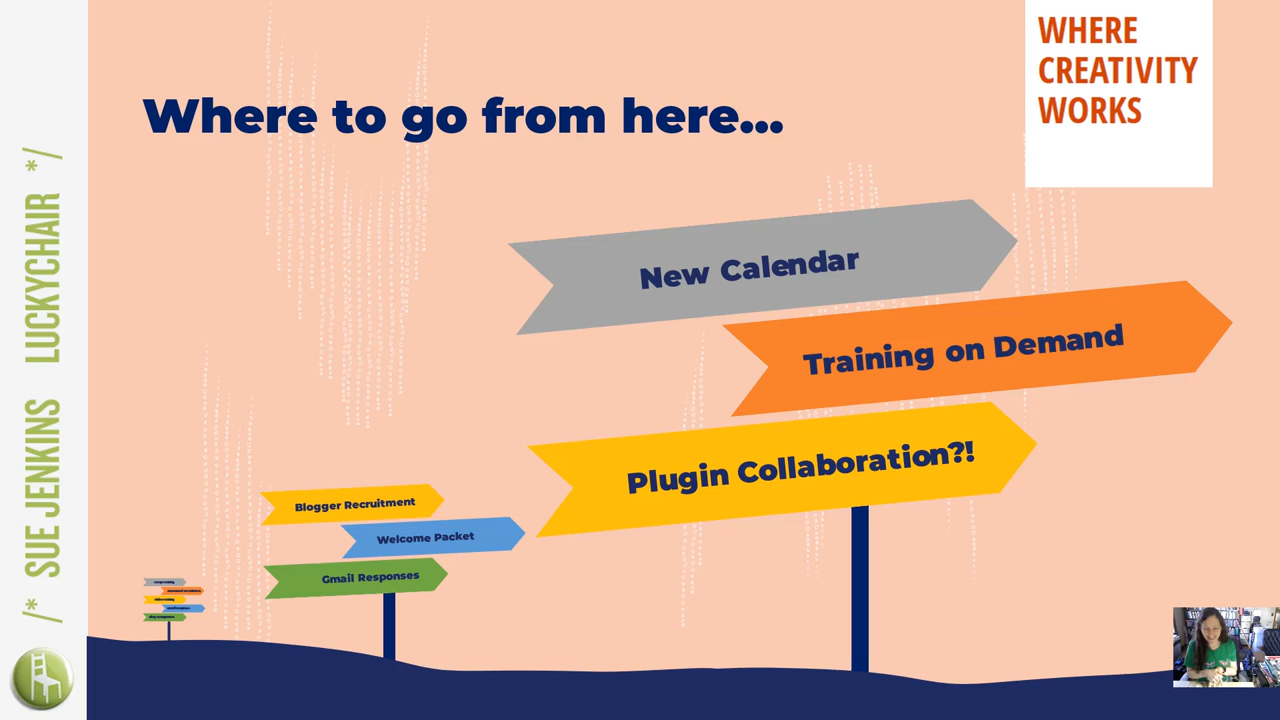 WHERE
CREATIVITY
WORKS
Where to go from here...
New Calendar
Training on Demand
Plugin Collaboration?!
Blogger Recruitment
Welcome Packet
Gmail Responses
/* SUE JENKINS LUCKYCHAIR */